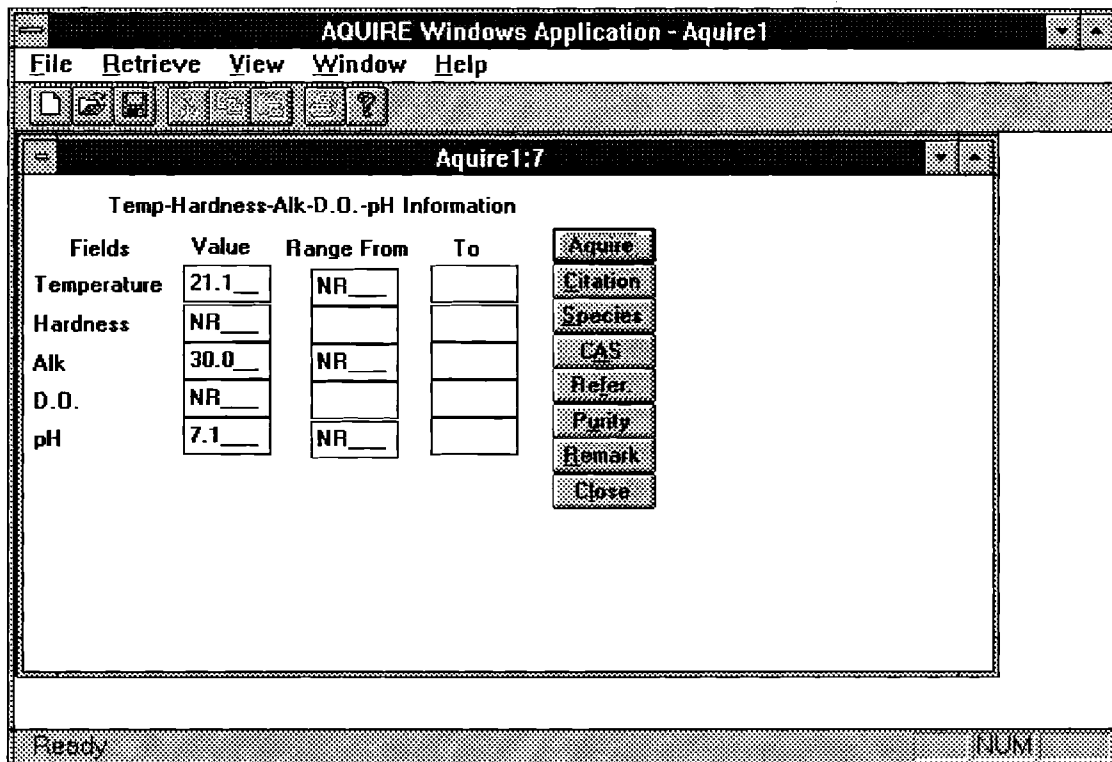 AQUIRE Windows Application - Aquire1
File Retrieve View Window Help
Aquire1:7
Temp-Hardness-Alk-D.O.-pH Information
Fields Value Range From To
Temperature 21.1__ NR___
Hardness NR___
Alk 30.0__ NR___
D.O. NR___
pH 7.1___ NR___
Aquire
Citation
Species
CAS
Refer.
Purity
Remark
Close
Ready NUM